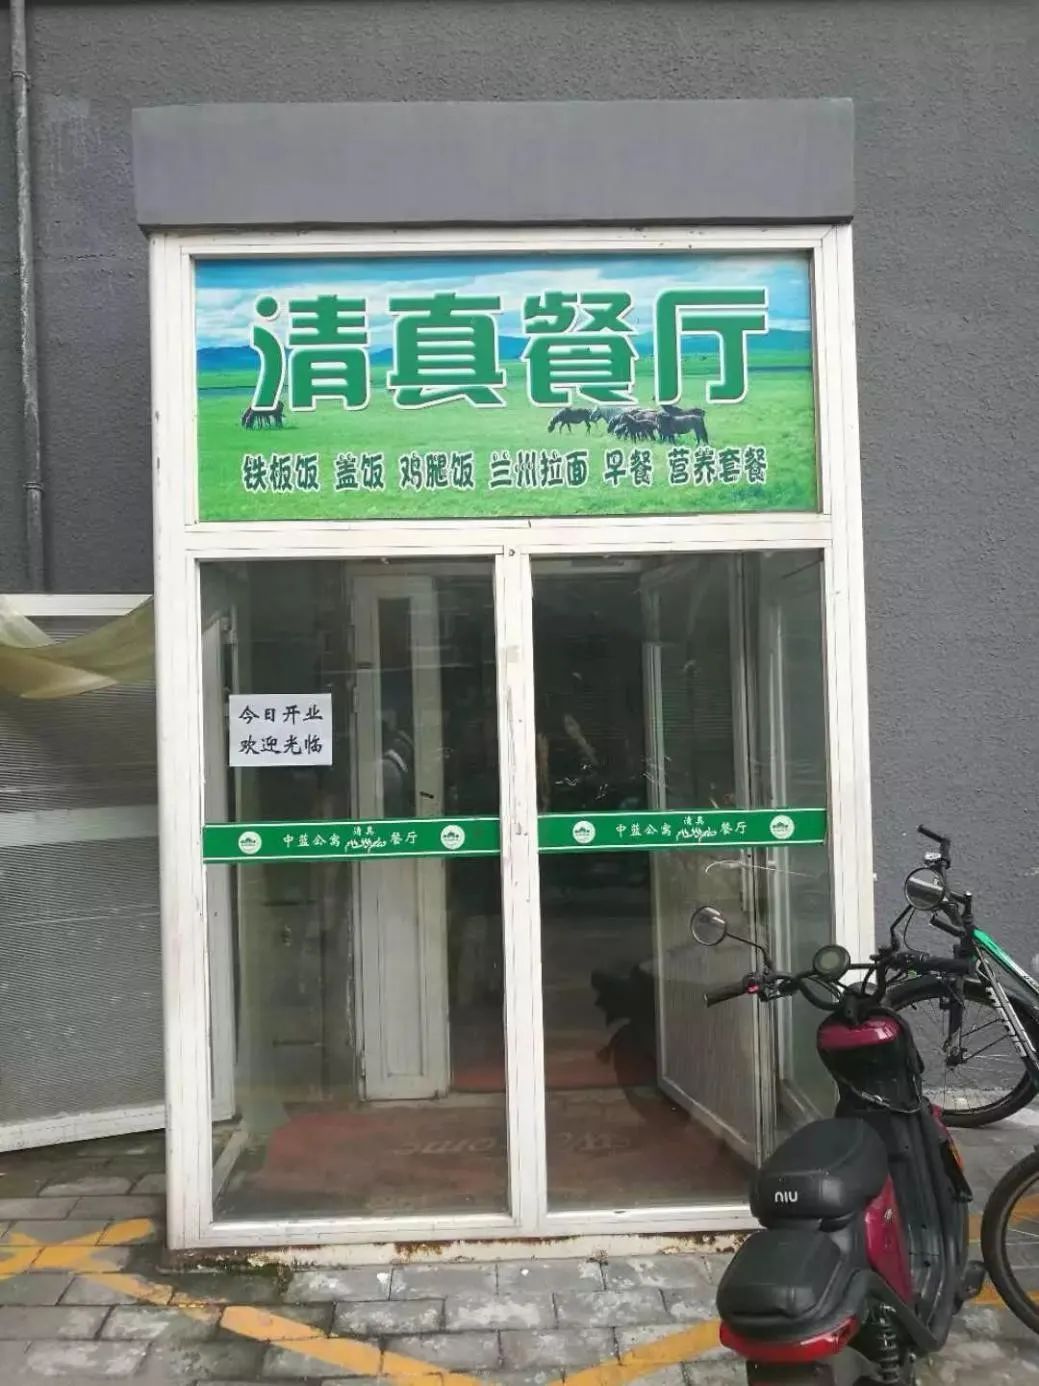 清真餐厅
铁板饭 盖饭 鸡腿饭 兰州拉面 早餐 营养套餐
今日开业
欢迎光临
中蓝公寓 清真 餐厅
中蓝公寓 清真 餐厅
niu